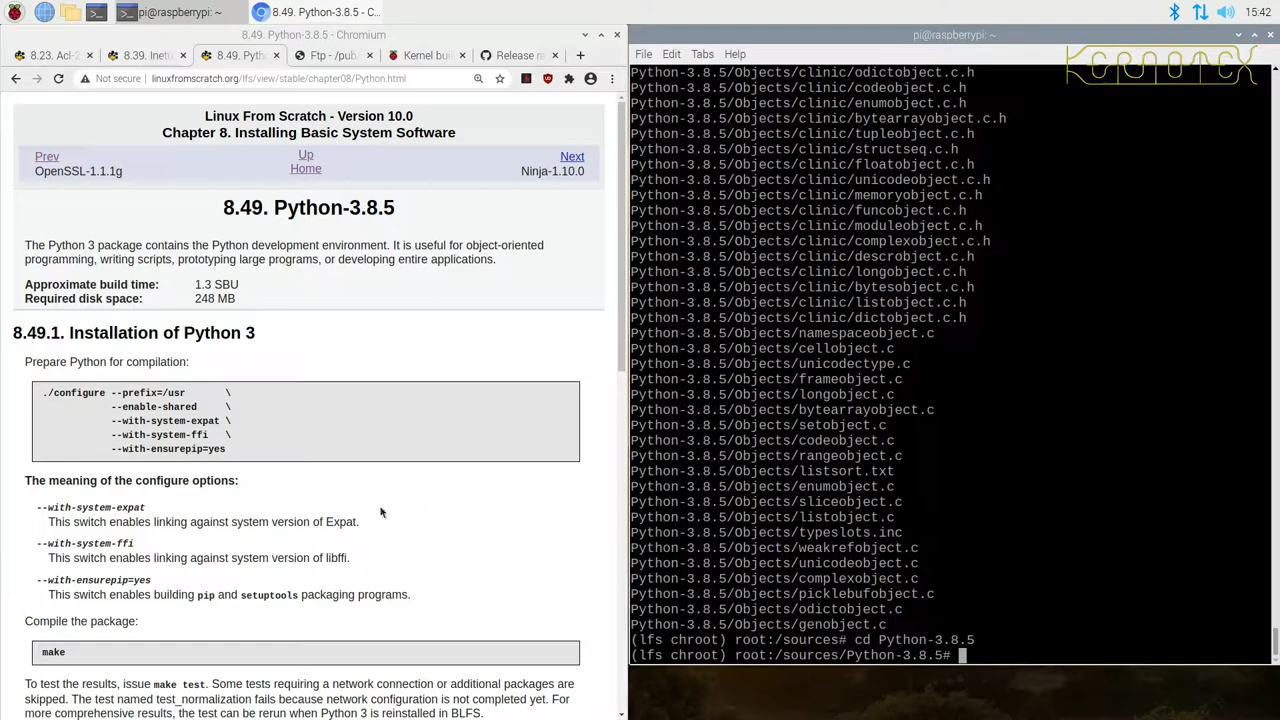 pi@raspberrypi: ~
8.49. Python-3.8.5 - C...
15:42
8.49. Python-3.8.5 - Chromium
8.23. Acl-2
8.39. Inetu
8.49. Pyth
Ftp - /pub/
Kernel buil
Release ra
Not secure | linuxfromscratch.org/lfs/view/stable/chapter08/Python.html
Linux From Scratch - Version 10.0
Chapter 8. Installing Basic System Software
Prev
Up
Next
OpenSSL-1.1.1g
Home
Ninja-1.10.0
8.49. Python-3.8.5
The Python 3 package contains the Python development environment. It is useful for object-oriented
programming, writing scripts, prototyping large programs, or developing entire applications.
Approximate build time: 1.3 SBU
Required disk space: 248 MB
8.49.1. Installation of Python 3
Prepare Python for compilation:
./configure --prefix=/usr \
--enable-shared \
--with-system-expat \
--with-system-ffi \
--with-ensurepip=yes
The meaning of the configure options:
--with-system-expat
This switch enables linking against system version of Expat.
--with-system-ffi
This switch enables linking against system version of libffi.
--with-ensurepip=yes
This switch enables building pip and setuptools packaging programs.
Compile the package:
make
To test the results, issue make test. Some tests requiring a network connection or additional packages are
skipped. The test named test_normalization fails because network configuration is not completed yet. For
more comprehensive results, the test can be rerun when Python 3 is reinstalled in BLFS.
pi@raspberrypi: ~
File Edit Tabs Help
Python-3.8.5/Objects/clinic/odictobject.c.h
Python-3.8.5/Objects/clinic/codeobject.c.h
Python-3.8.5/Objects/clinic/enumobject.c.h
Python-3.8.5/Objects/clinic/bytearrayobject.c.h
Python-3.8.5/Objects/clinic/tupleobject.c.h
Python-3.8.5/Objects/clinic/structseq.c.h
Python-3.8.5/Objects/clinic/floatobject.c.h
Python-3.8.5/Objects/clinic/unicodeobject.c.h
Python-3.8.5/Objects/clinic/memoryobject.c.h
Python-3.8.5/Objects/clinic/funcobject.c.h
Python-3.8.5/Objects/clinic/moduleobject.c.h
Python-3.8.5/Objects/clinic/complexobject.c.h
Python-3.8.5/Objects/clinic/descrobject.c.h
Python-3.8.5/Objects/clinic/longobject.c.h
Python-3.8.5/Objects/clinic/bytesobject.c.h
Python-3.8.5/Objects/clinic/listobject.c.h
Python-3.8.5/Objects/clinic/dictobject.c.h
Python-3.8.5/Objects/namespaceobject.c
Python-3.8.5/Objects/cellobject.c
Python-3.8.5/Objects/unicodectype.c
Python-3.8.5/Objects/frameobject.c
Python-3.8.5/Objects/longobject.c
Python-3.8.5/Objects/bytearrayobject.c
Python-3.8.5/Objects/setobject.c
Python-3.8.5/Objects/codeobject.c
Python-3.8.5/Objects/rangeobject.c
Python-3.8.5/Objects/listsort.txt
Python-3.8.5/Objects/enumobject.c
Python-3.8.5/Objects/sliceobject.c
Python-3.8.5/Objects/listobject.c
Python-3.8.5/Objects/typeslots.inc
Python-3.8.5/Objects/weakrefobject.c
Python-3.8.5/Objects/unicodeobject.c
Python-3.8.5/Objects/complexobject.c
Python-3.8.5/Objects/picklebufobject.c
Python-3.8.5/Objects/odictobject.c
Python-3.8.5/Objects/genobject.c
(lfs chroot) root:/sources# cd Python-3.8.5
(lfs chroot) root:/sources/Python-3.8.5#